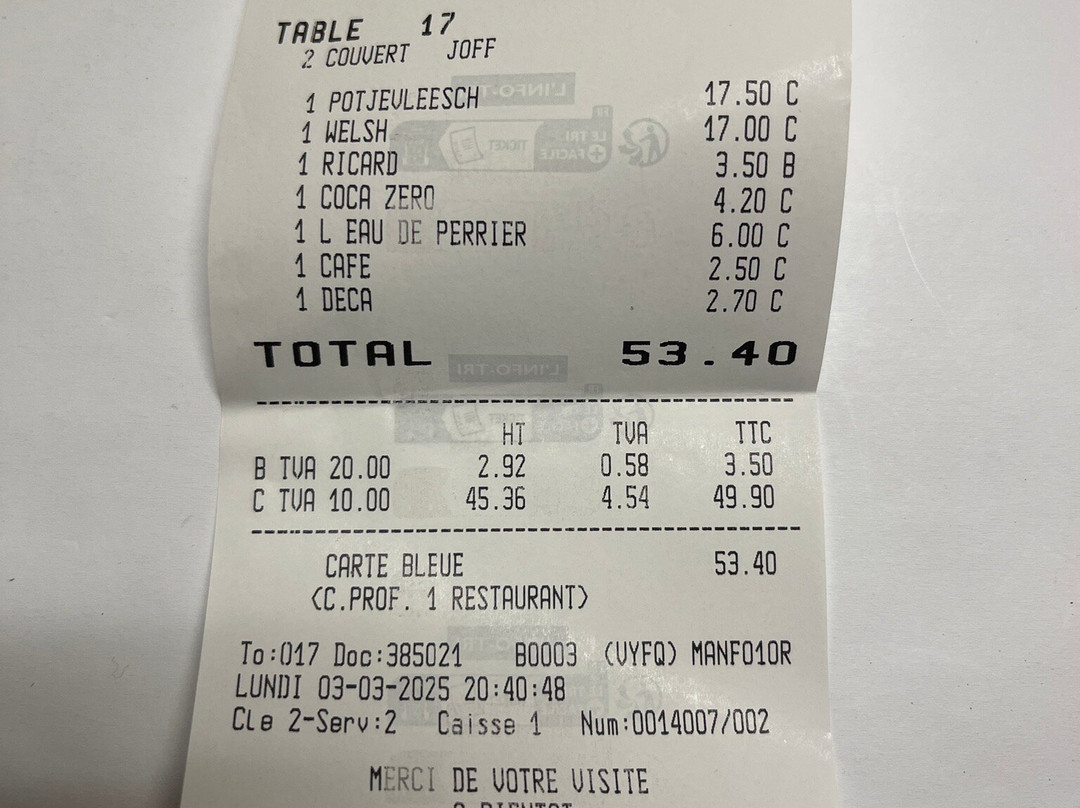 TABLE 17
2 COUVERT JOFF
1 POTJEVLEESCH 17.50 C
1 WELSH 17.00 C
1 RICARD 3.50 B
1 COCA ZERO 4.20 C
1 L EAU DE PERRIER 6.00 C
1 CAFE 2.50 C
1 DECA 2.70 C
TOTAL 53.40
HT TVA TTC
B TVA 20.00 2.92 0.58 3.50
C TVA 10.00 45.36 4.54 49.90
CARTE BLEUE 53.40
(C.PROF. 1 RESTAURANT)
To:017 Doc:385021 B0003 (VYFQ) MANFO10R
LUNDI 03-03-2025 20:40:48
Cle 2-Serv:2 Caisse 1 Num:0014007/002
MERCI DE VOTRE VISITE